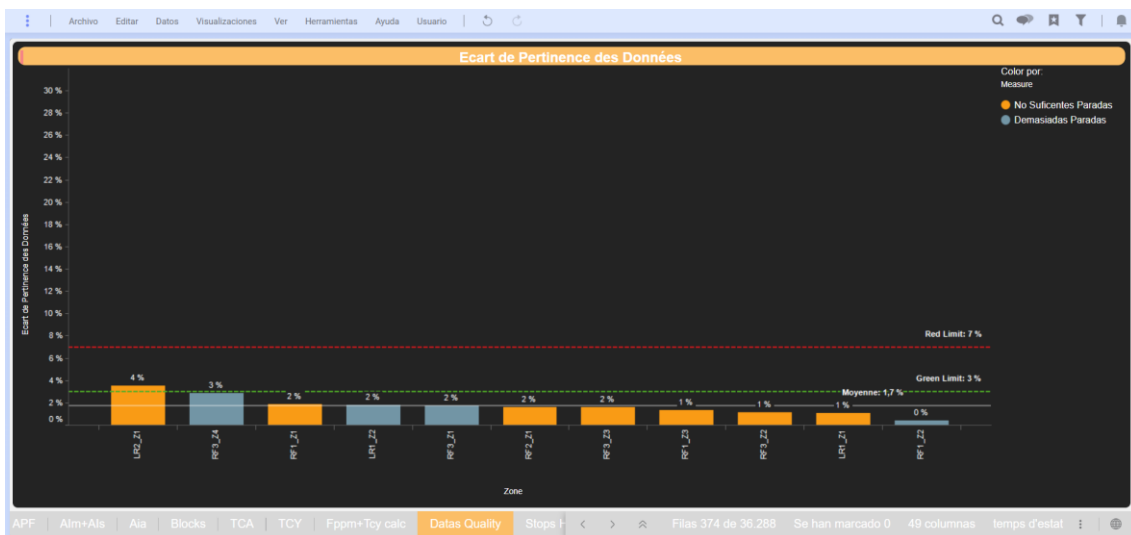 Archivo Editar Datos Visualizaciones Ver Herramientas Ayuda Usuario
Ecart de Pertinence des Données
Color por:
Measure
No Suficentes Paradas
Demasiadas Paradas
Ecart de Pertinence des Données
30 %
28 %
26 %
24 %
22 %
20 %
18 %
16 %
14 %
12 %
10 %
8 %
6 %
4 %
2 %
0 %
Red Limit: 7 %
Green Limit: 3 %
Moyenne: 1,7 %
4 % 3 % 2 % 2 % 2 % 2 % 2 % 1 % 1 % 1 % 0 %
LR2_Z1 RF3_Z4 RF1_Z1 LR1_Z2 RF3_Z1 RF2_Z1 RF3_Z3 RF1_Z3 RF3_Z2 LR1_Z1 RF1_Z2
Zone
APF Alm+Als Aia Blocks TCA TCY Fppm+Tcy calc Datas Quality Stops H Filas 374 de 36.288 Se han marcado 0 49 columnas temps d'estat